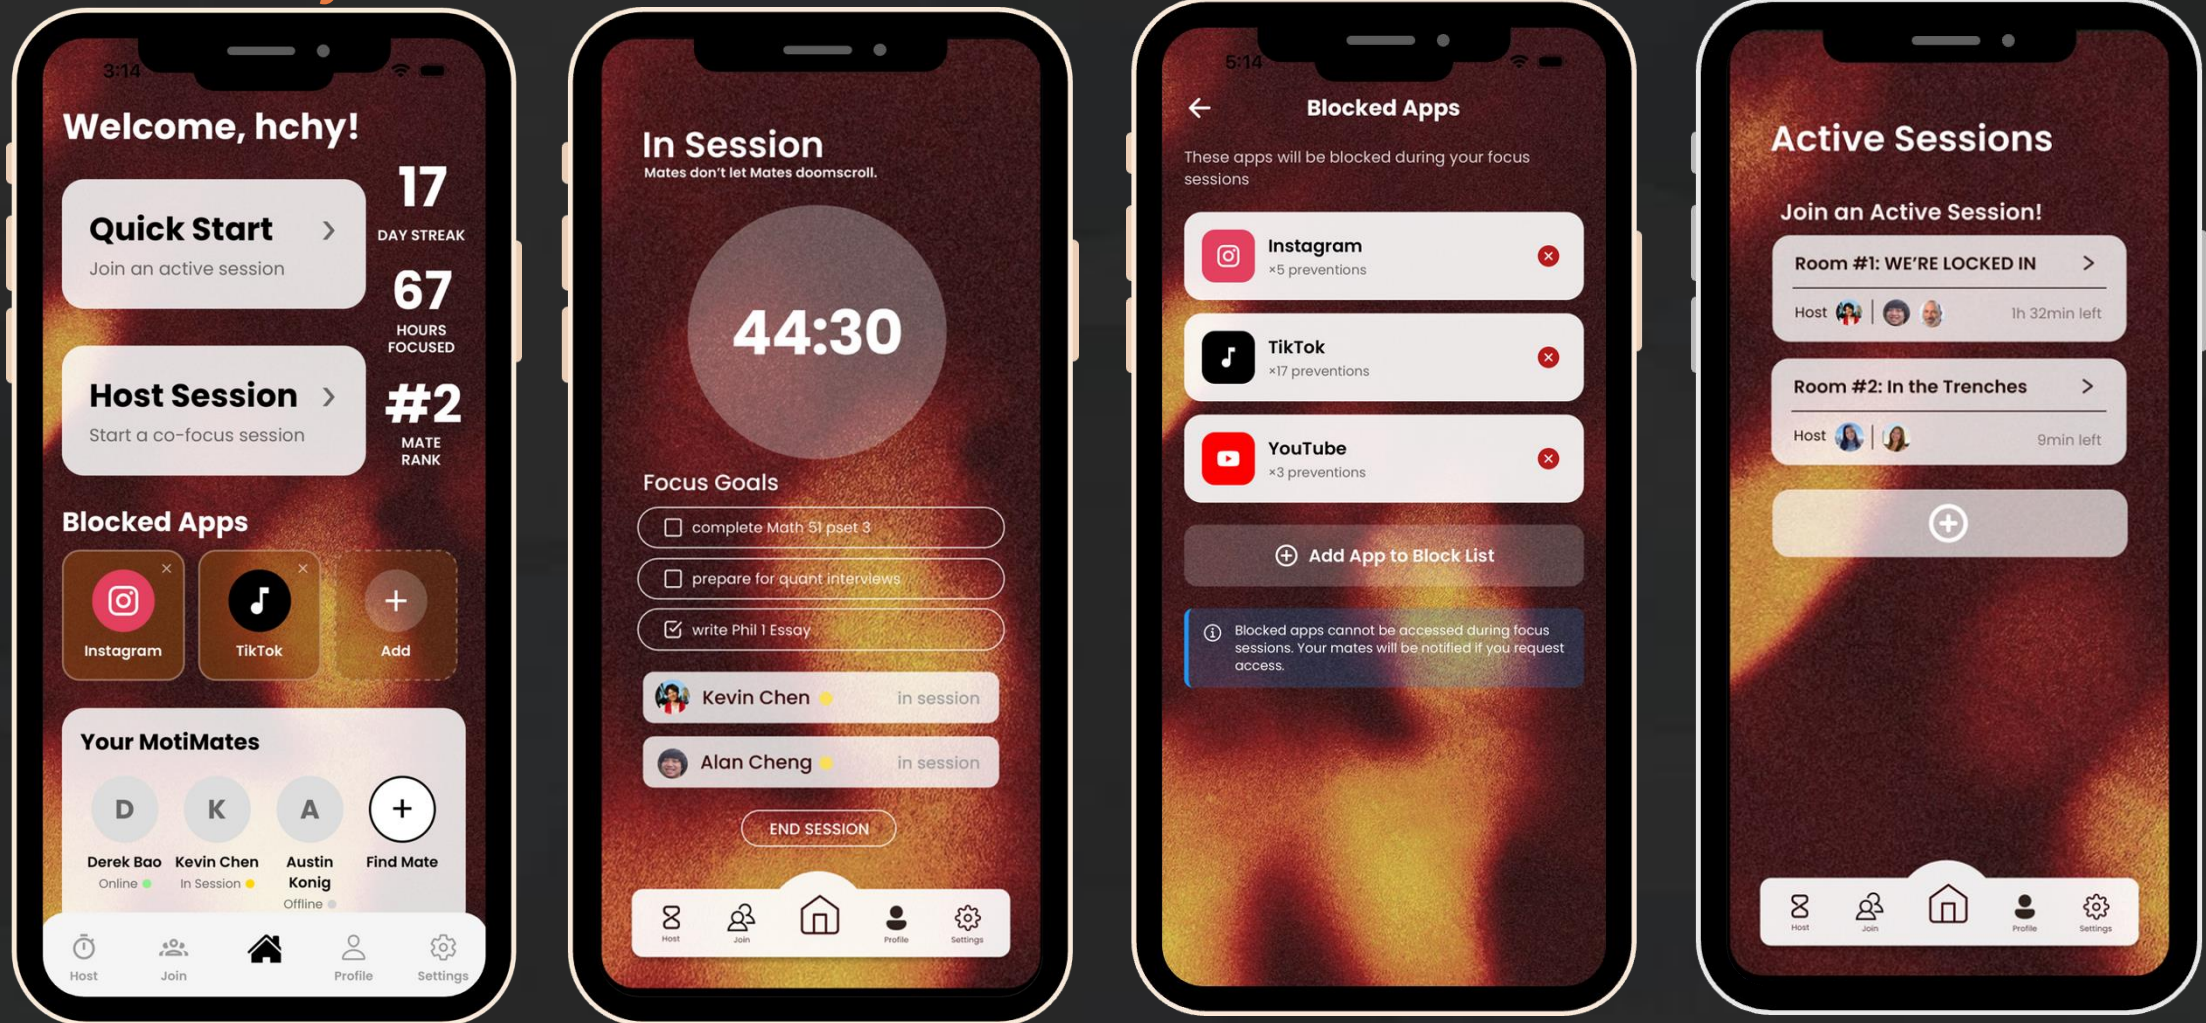 3:14
Welcome, hchy!
Quick Start
Join an active session
17
DAY STREAK
67
HOURS
FOCUSED
Host Session
Start a co-focus session
#2
MATE
RANK
Blocked Apps
Instagram
TikTok
Add
Your MotiMates
D
K
A
Derek Bao
Online
Kevin Chen
In Session
Austin
Konig
Offline
Find Mate
Host
Join
Profile
Settings
In Session
Mates don't let Mates doomscroll.
44:30
Focus Goals
complete Math 51 pset 3
prepare for quant interviews
write Phil 1 Essay
Kevin Chen
in session
Alan Cheng
in session
END SESSION
Host
Join
Profile
Settings
5:14
Blocked Apps
These apps will be blocked during your focus
sessions
Instagram
×5 preventions
TikTok
×17 preventions
YouTube
×3 preventions
Add App to Block List
Blocked apps cannot be accessed during focus
sessions. Your mates will be notified if you request
access.
Active Sessions
Join an Active Session!
Room #1: WE'RE LOCKED IN
Host
1h 32min left
Room #2: In the Trenches
Host
9min left
Host
Join
Profile
Settings